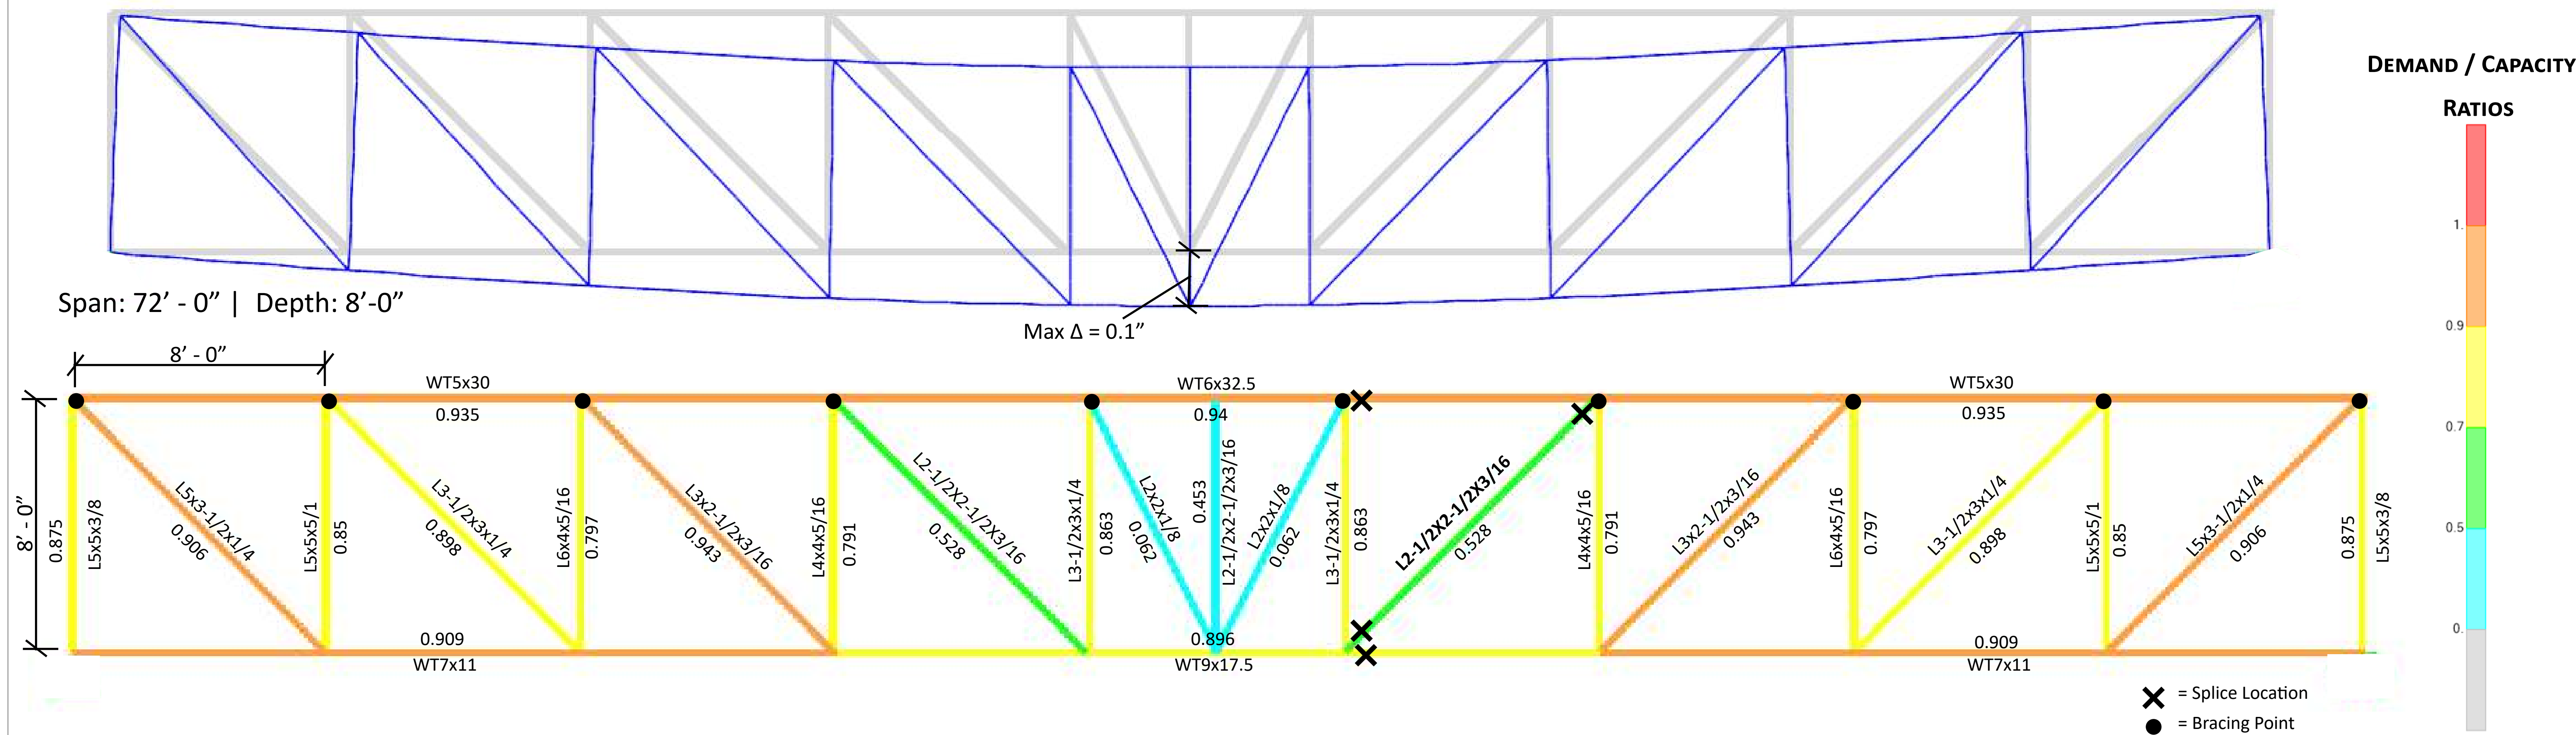 DEMAND / CAPACITY
RATIOS
1.
0.9
0.7
0.5
0.
Span: 72’ - 0” | Depth: 8’-0”
Max Δ = 0.1”
8’ - 0”
8’ - 0”
WT5x30
0.935
WT6x32.5
0.94
WT5x30
0.935
0.875
L5x5x3/8
L5x3-1/2x1/4
0.906
L5x5x5/1
0.85
L3-1/2x3x1/4
0.898
L6x4x5/16
0.797
L3x2-1/2x3/16
0.943
L4x4x5/16
0.791
L2-1/2X2-1/2X3/16
0.528
L3-1/2x3x1/4
0.863
L2x2x1/8
0.062
0.453
L2-1/2x2-1/2x3/16
L2x2x1/8
0.062
L3-1/2x3x1/4
0.863
L2-1/2X2-1/2X3/16
0.528
L4x4x5/16
0.791
L3x2-1/2x3/16
0.943
L6x4x5/16
0.797
L3-1/2x3x1/4
0.898
L5x5x5/1
0.85
L5x3-1/2x1/4
0.906
0.875
L5x5x3/8
0.909
WT7x11
0.896
WT9x17.5
0.909
WT7x11
= Splice Location
= Bracing Point